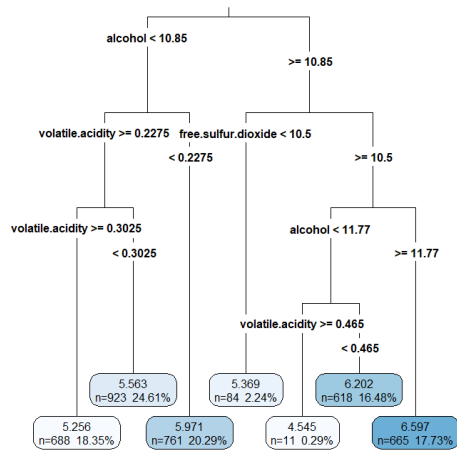 alcohol < 10.85
>= 10.85
volatile.acidity >= 0.2275
free.sulfur.dioxide < 10.5
< 0.2275
>= 10.5
volatile.acidity >= 0.3025
alcohol < 11.77
< 0.3025
>= 11.77
volatile.acidity >= 0.465
< 0.465
5.563
n=923 24.61%
5.369
n=84 2.24%
6.202
n=618 16.48%
5.256
n=688 18.35%
5.971
n=761 20.29%
4.545
n=11 0.29%
6.597
n=665 17.73%